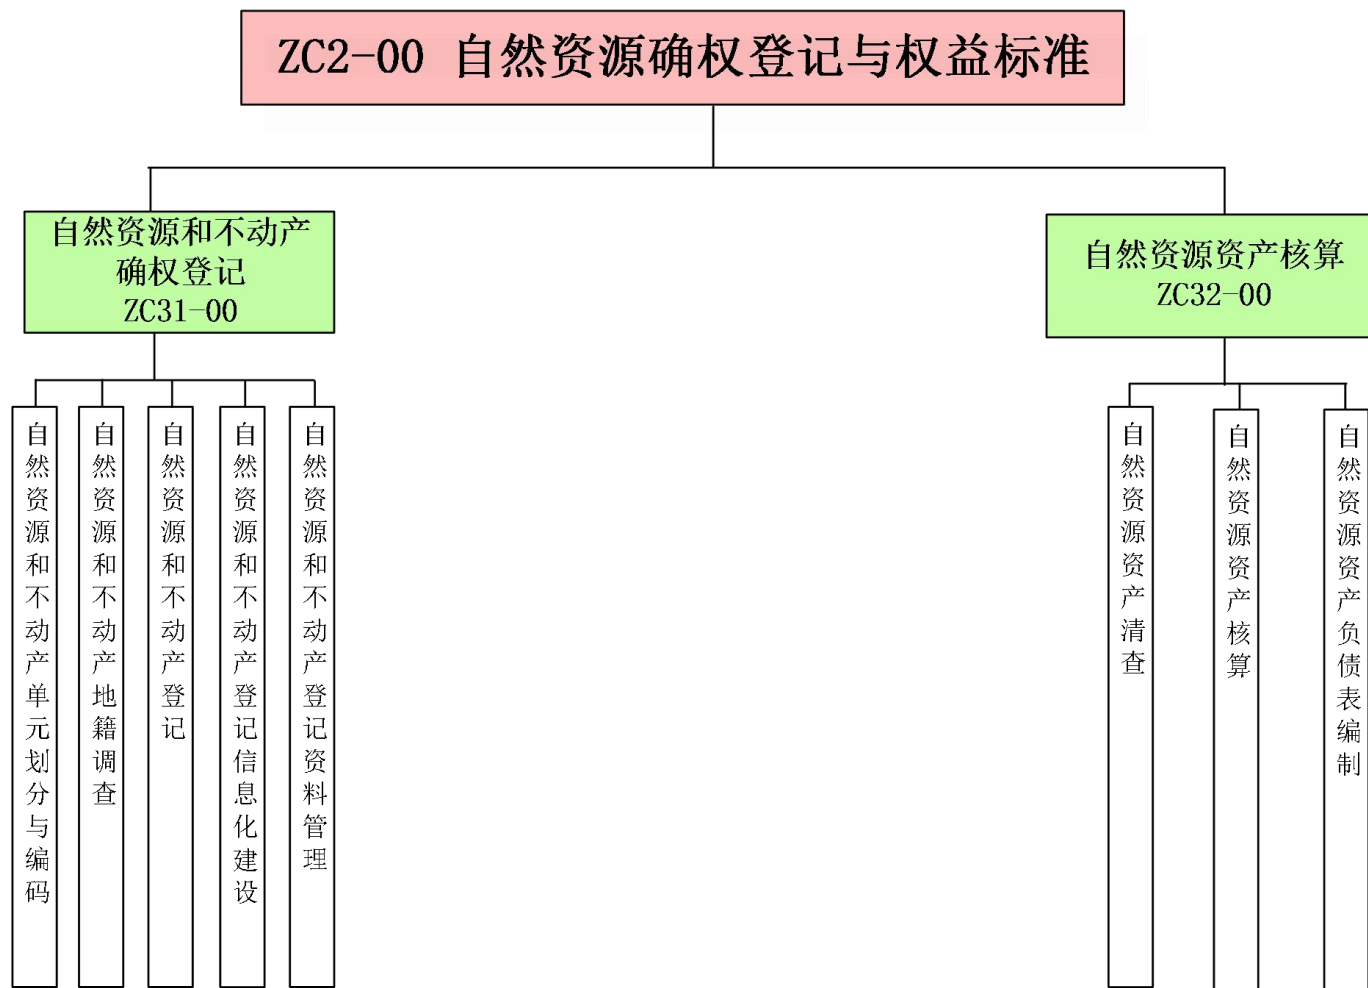 ZC2-00 自然资源确权登记与权益标准
自然资源和不动产
确权登记
ZC31-00
自然资源资产核算
ZC32-00
自然资源和不动产单元划分与编码
自然资源和不动产地籍调查
自然资源和不动产登记
自然资源和不动产登记信息化建设
自然资源和不动产登记资料管理
自然资源资产清查
自然资源资产核算
自然资源资产负债表编制